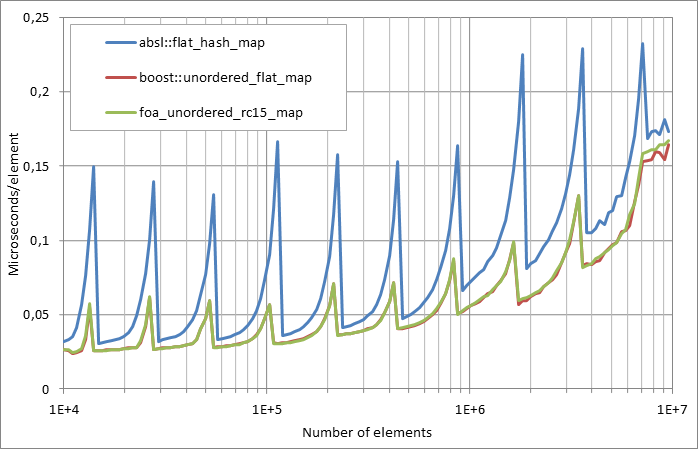 0,25
0,2
0,15
0,1
0,05
0
Microseconds/element
absl::flat_hash_map
boost::unordered_flat_map
foa_unordered_rc15_map
1E+4 1E+5 1E+6 1E+7
Number of elements